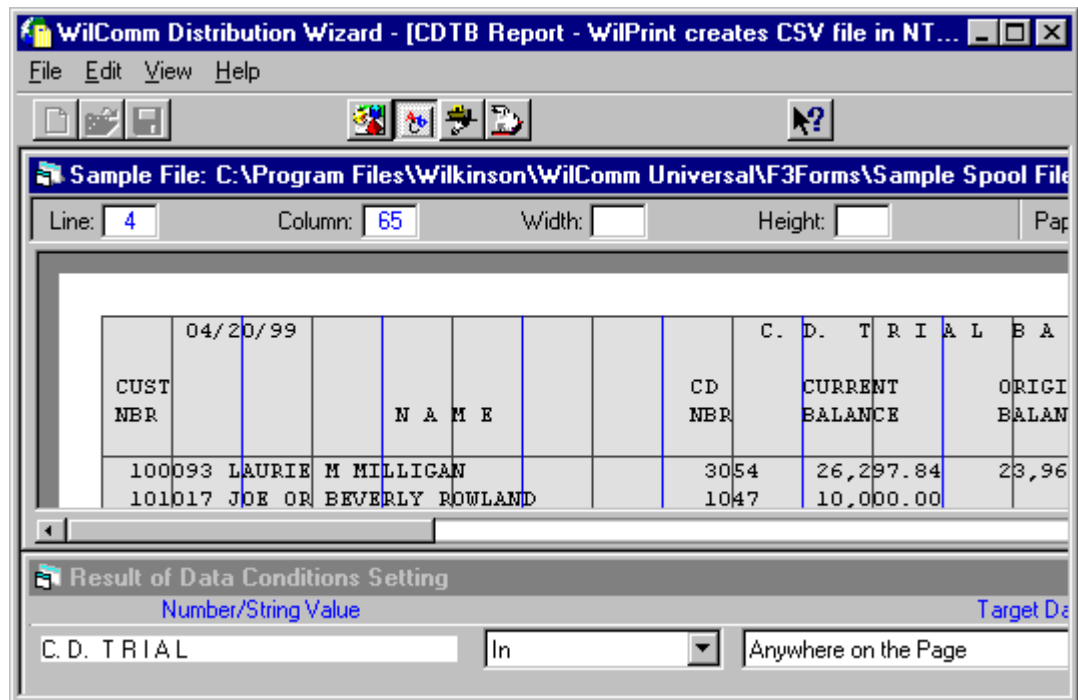 WilComm Distribution Wizard - [CDTB Report - WilPrint creates CSV file in NT...
File Edit View Help
Sample File: C:\Program Files\Wilkinson\WilComm Universal\F3Forms\Sample Spool File
Line: 4 Column: 65 Width: Height: Pap
04/20/99 C. D. T R I A L B A
CUST CD CURRENT ORIGI
NBR N A M E NBR BALANCE BALAN
100093 LAURIE M MILLIGAN 3054 26,297.84 23,96
101017 JOE OR BEVERLY ROWLAND 1047 10,000.00
Result of Data Conditions Setting
Number/String Value Target Da
C. D. T R I A L In Anywhere on the Page